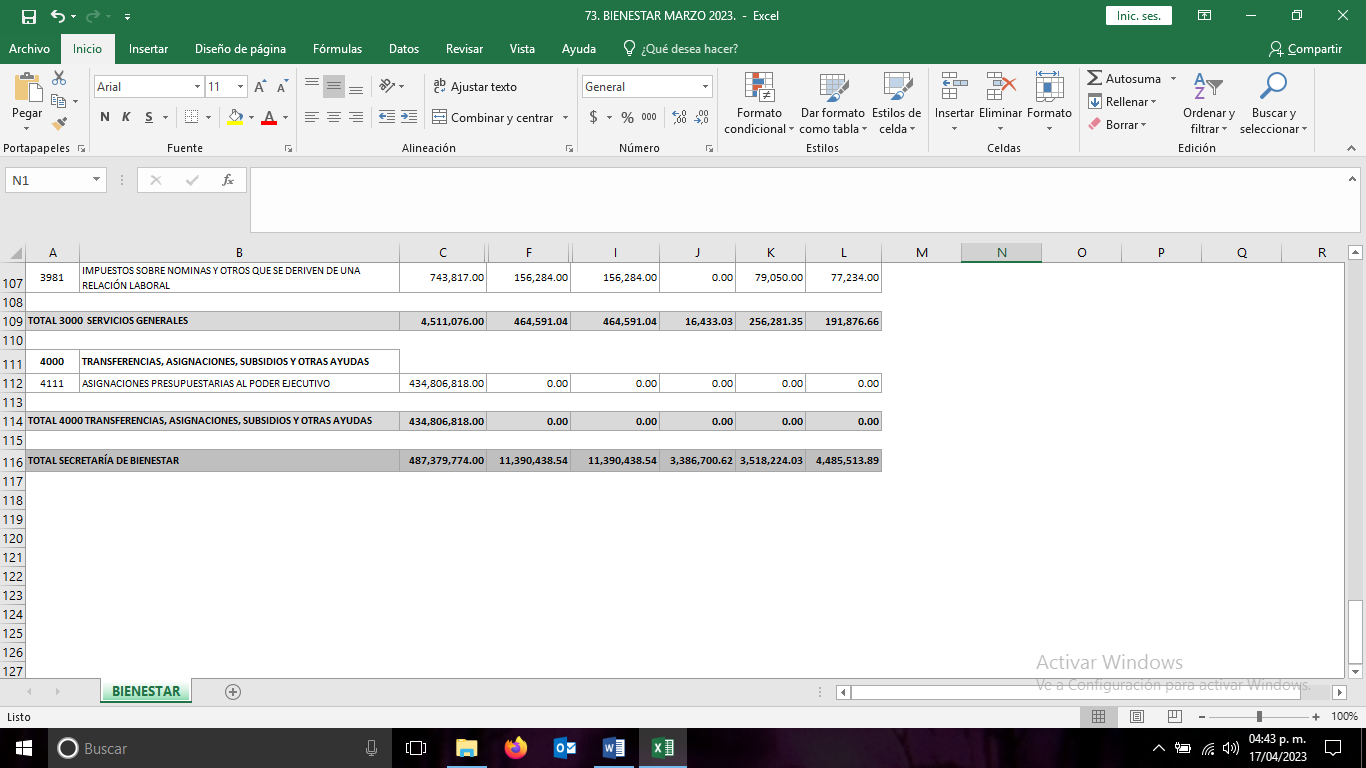 73. BIENESTAR MARZO 2023. - Excel
Inic. ses.
Archivo Inicio Insertar Diseño de página Fórmulas Datos Revisar Vista Ayuda ¿Qué desea hacer? Compartir
Pegar
Arial 11
N K S
ab Ajustar texto
Combinar y centrar
General
$ % 000
Formato condicional
Dar formato como tabla
Estilos de celda
Insertar Eliminar Formato
Autosuma
Rellenar
Borrar
Ordenar y filtrar
Buscar y seleccionar
Portapapeles Fuente Alineación Número Estilos Celdas Edición
N1 fx
A B C F I J K L M N O P Q R
107 3981 IMPUESTOS SOBRE NOMINAS Y OTROS QUE SE DERIVEN DE UNA RELACIÓN LABORAL 743,817.00 156,284.00 156,284.00 0.00 79,050.00 77,234.00
108
109 TOTAL 3000 SERVICIOS GENERALES 4,511,076.00 464,591.04 464,591.04 16,433.03 256,281.35 191,876.66
110
111 4000 TRANSFERENCIAS, ASIGNACIONES, SUBSIDIOS Y OTRAS AYUDAS
112 4111 ASIGNACIONES PRESUPUESTARIAS AL PODER EJECUTIVO 434,806,818.00 0.00 0.00 0.00 0.00 0.00
113
114 TOTAL 4000 TRANSFERENCIAS, ASIGNACIONES, SUBSIDIOS Y OTRAS AYUDAS 434,806,818.00 0.00 0.00 0.00 0.00 0.00
115
116 TOTAL SECRETARÍA DE BIENESTAR 487,379,774.00 11,390,438.54 11,390,438.54 3,386,700.62 3,518,224.03 4,485,513.89
117
118
119
120
121
122
123
124
125
126
127
Activar Windows
Ve a Configuración para activar Windows.
BIENESTAR
Listo
100%
Buscar
04:43 p. m.
17/04/2023